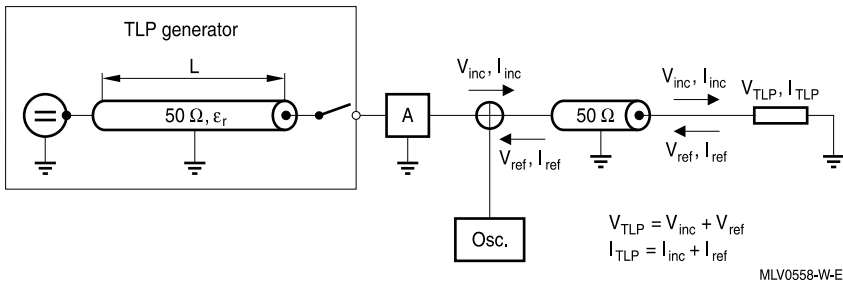 TLP generator
L
50 Ω, εr
A
Vinc, Iinc
Vref, Iref
50 Ω
Vinc, Iinc
Vref, Iref
VTLP, ITLP
Osc.
VTLP = Vinc + Vref
ITLP = Iinc + Iref
MLV0558-W-E